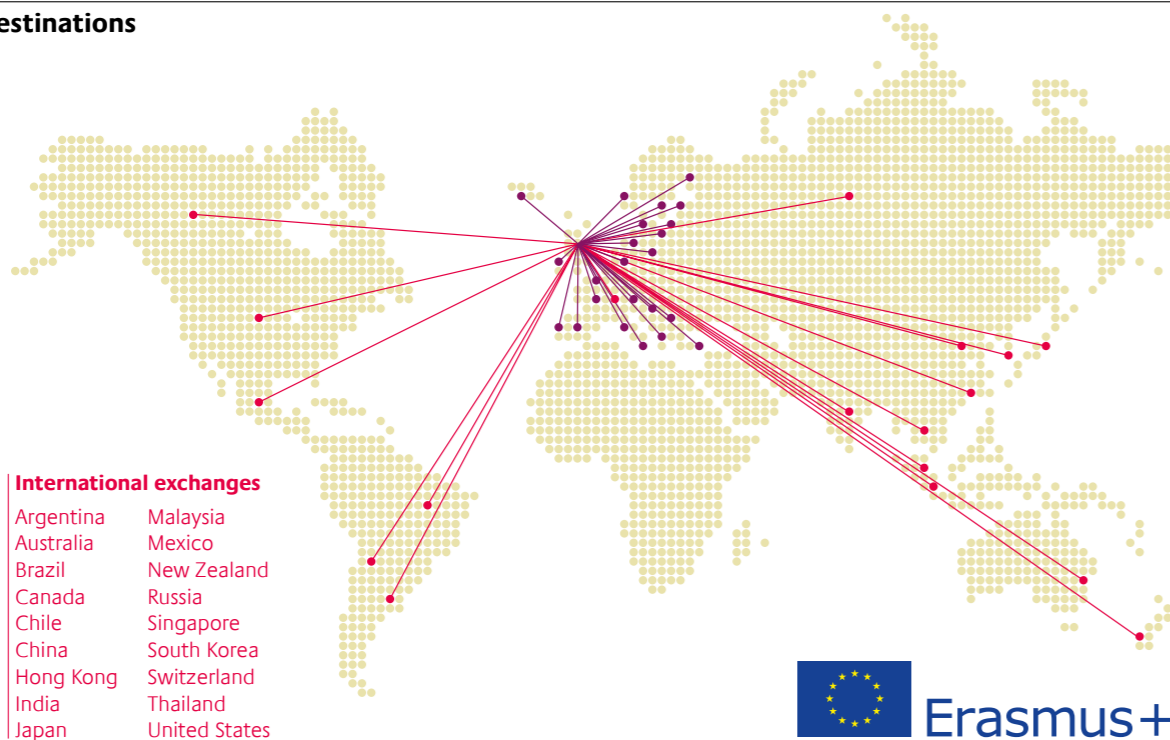 estinations
International exchanges
Argentina Malaysia
Australia Mexico
Brazil New Zealand
Canada Russia
Chile Singapore
China South Korea
Hong Kong Switzerland
India Thailand
Japan United States
Erasmus+